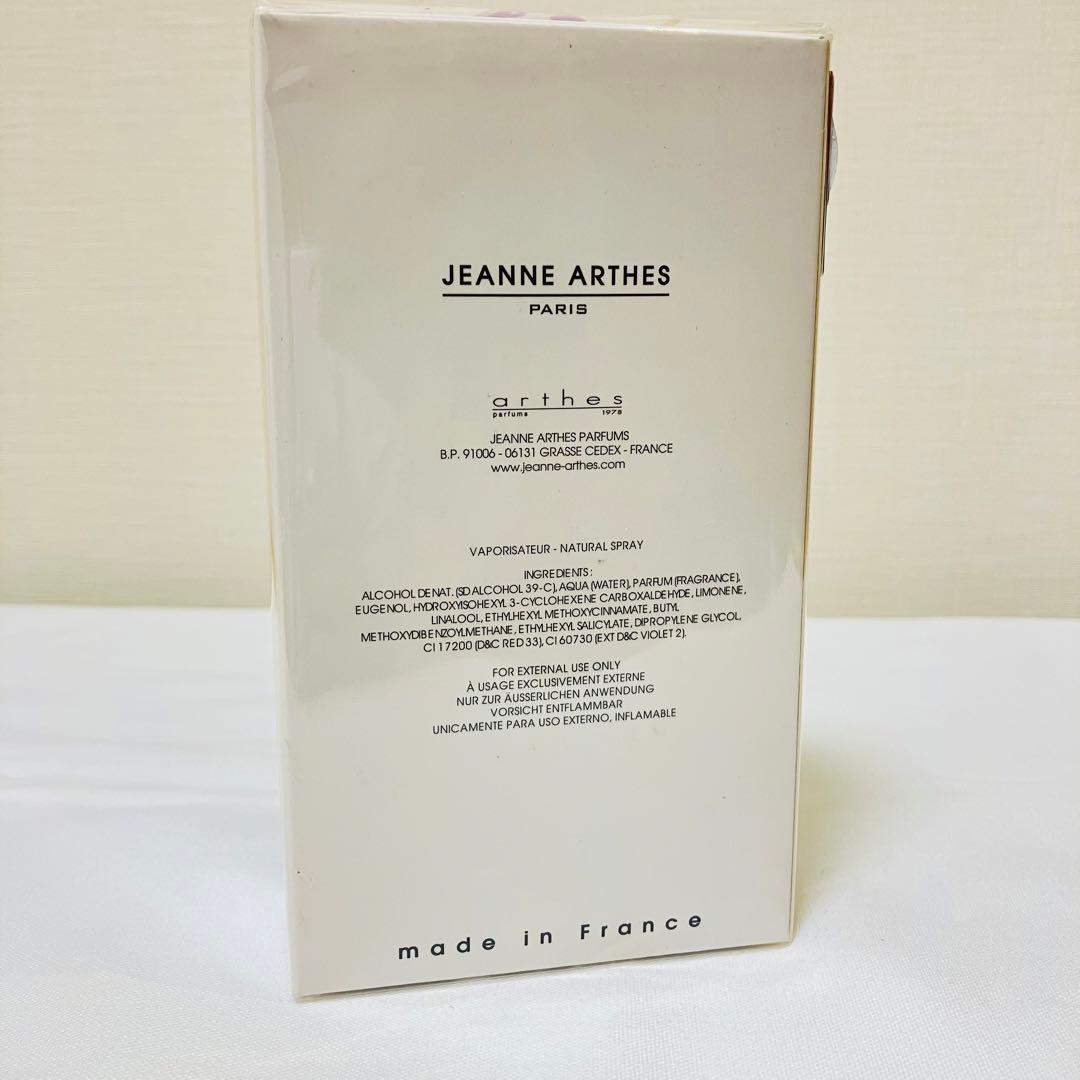 JEANNE ARTHES
PARIS
arthes
parfums 1978
JEANNE ARTHES PARFUMS
B.P. 91006 - 06131 GRASSE CEDEX - FRANCE
www.jeanne-arthes.com
VAPORISATEUR - NATURAL SPRAY
INGREDIENTS :
ALCOHOL DENAT. (SD ALCOHOL 39-C), AQUA (WATER), PARFUM (FRAGRANCE),
EUGENOL, HYDROXYISOHEXYL 3-CYCLOHEXENE CARBOXALDEHYDE, LIMONENE,
LINALOOL, ETHYLHEXYL METHOXYCINNAMATE, BUTYL
METHOXYDIBENZOYLMETHANE, ETHYLHEXYL SALICYLATE, DIPROPYLENE GLYCOL,
CI 17200 (D&C RED 33), CI 60730 (EXT D&C VIOLET 2).
FOR EXTERNAL USE ONLY
À USAGE EXCLUSIVEMENT EXTERNE
NUR ZUR ÄUSSERLICHEN ANWENDUNG
VORSICHT ENTFLAMMBAR
UNICAMENTE PARA USO EXTERNO, INFLAMABLE
made in France